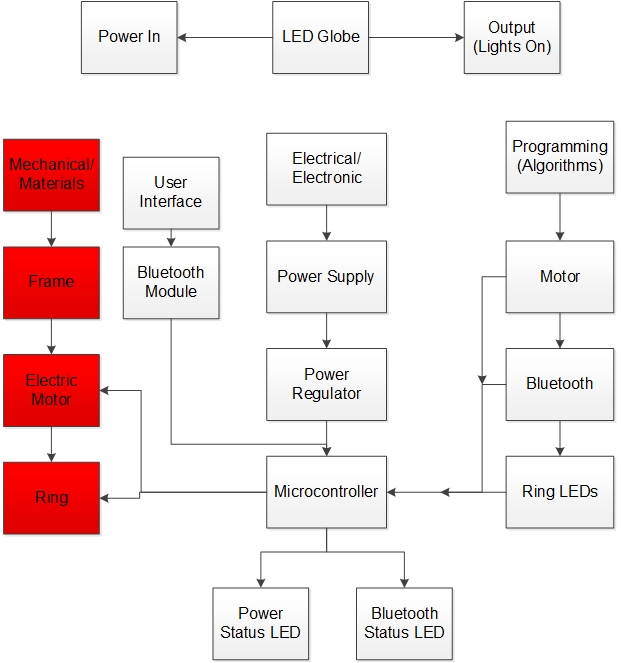 Power In
LED Globe
Output
(Lights On)
Mechanical/
Materials
User
Interface
Electrical/
Electronic
Programming
(Algorithms)
Frame
Bluetooth
Module
Power Supply
Motor
Electric
Motor
Power
Regulator
Bluetooth
Ring
Microcontroller
Ring LEDs
Power
Status LED
Bluetooth
Status LED